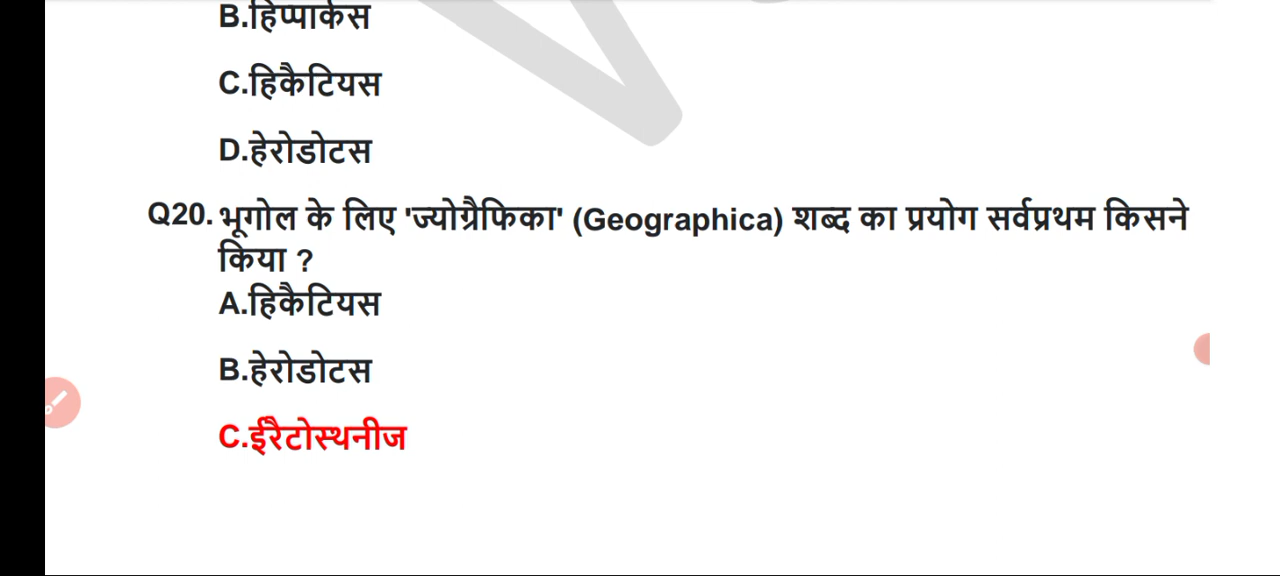 B.हिप्पार्कस
C.हिकैटियस
D.हेरोडोटस
Q20. भूगोल के लिए 'ज्योग्रैफिका' (Geographica) शब्द का प्रयोग सर्वप्रथम किसने
किया ?
A.हिकैटियस
B.हेरोडोटस
C.ईरैटोस्थनीज